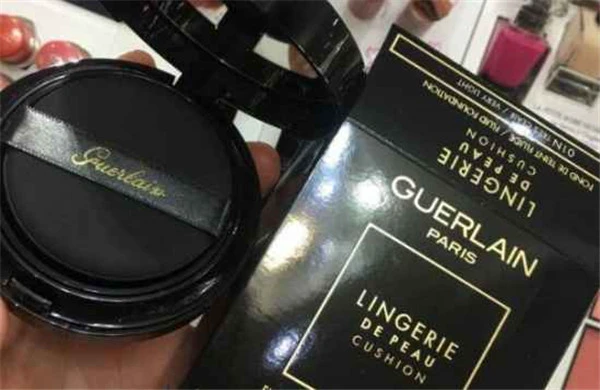 Guerlain
01N TRÈS CLAIR / VERY LIGHT
FOND DE TEINT FLUIDE / FLUID FOUNDATION
CUSHION
DE PEAU
LINGERIE
GUERLAIN
PARIS
LINGERIE
DE PEAU
CUSHION